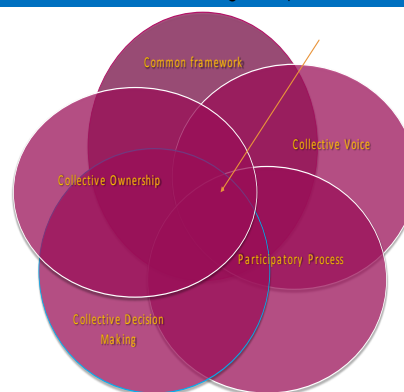 Common framework
Collective Voice
Collective Ownership
Participatory Process
Collective Decision
Making